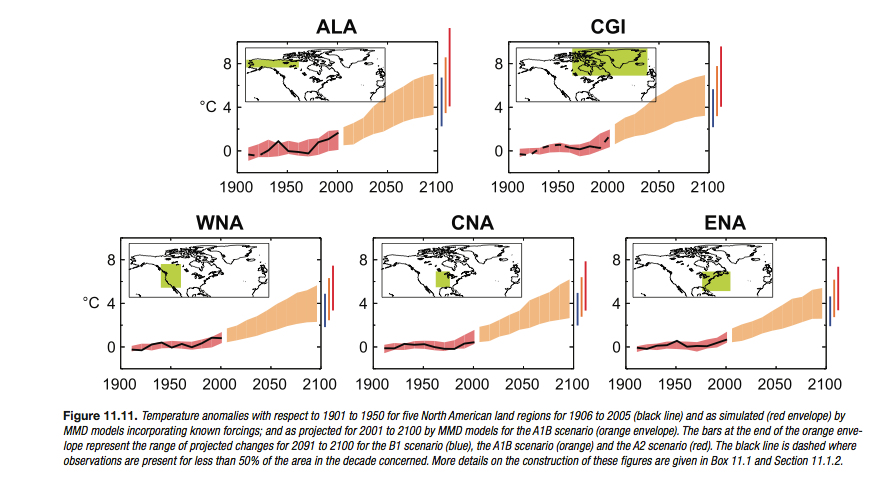 ALA
CGI
8
°C 4
0
1900 1950 2000 2050 2100
8
4
0
1900 1950 2000 2050 2100
WNA
CNA
ENA
8
°C 4
0
1900 1950 2000 2050 2100
8
4
0
1900 1950 2000 2050 2100
8
4
0
1900 1950 2000 2050 2100
Figure 11.11. Temperature anomalies with respect to 1901 to 1950 for five North American land regions for 1906 to 2005 (black line) and as simulated (red envelope) by
MMD models incorporating known forcings; and as projected for 2001 to 2100 by MMD models for the A1B scenario (orange envelope). The bars at the end of the orange enve-
lope represent the range of projected changes for 2091 to 2100 for the B1 scenario (blue), the A1B scenario (orange) and the A2 scenario (red). The black line is dashed where
observations are present for less than 50% of the area in the decade concerned. More details on the construction of these figures are given in Box 11.1 and Section 11.1.2.